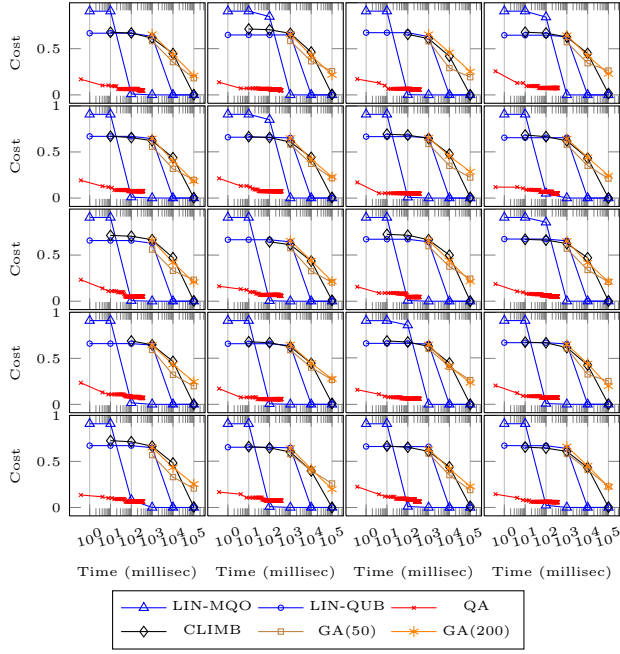 Cost 0.5 0
Cost 1 0.5 0
Cost 1 0.5 0
Cost 1 0.5 0
Cost 1 0.5 0
10^0 10^1 10^2 10^3 10^4 10^5 10^0 10^1 10^2 10^3 10^4 10^5 10^0 10^1 10^2 10^3 10^4 10^5 10^0 10^1 10^2 10^3 10^4 10^5
Time (millisec) Time (millisec) Time (millisec) Time (millisec)
LIN-MQO LIN-QUB QA
CLIMB GA(50) GA(200)